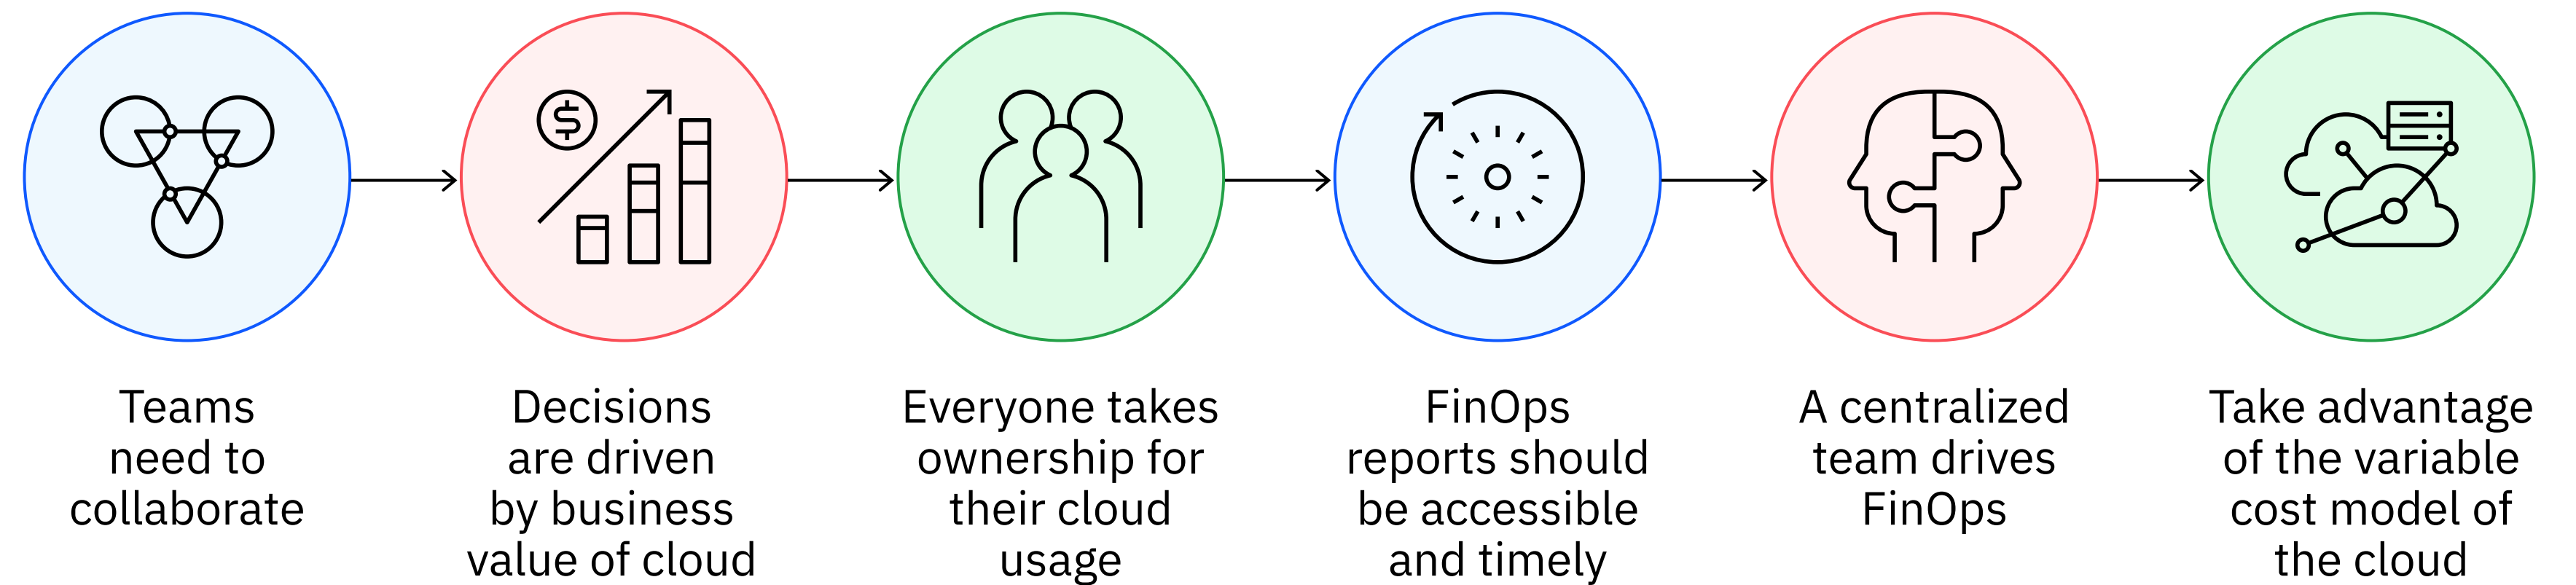 Teams
need to
collaborate
Decisions
are driven
by business
value of cloud
Everyone takes
ownership for
their cloud
usage
FinOps
reports should
be accessible
and timely
A centralized
team drives
FinOps
Take advantage
of the variable
cost model of
the cloud